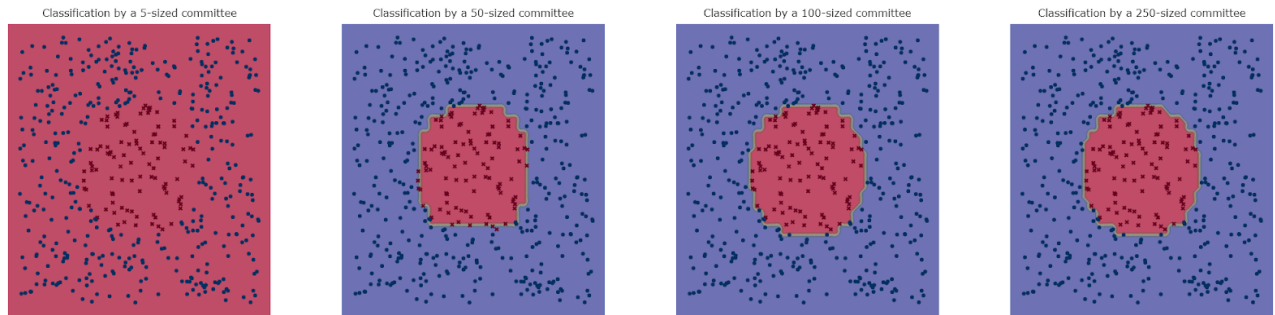 Classification by a 5-sized committee
Classification by a 50-sized committee
Classification by a 100-sized committee
Classification by a 250-sized committee